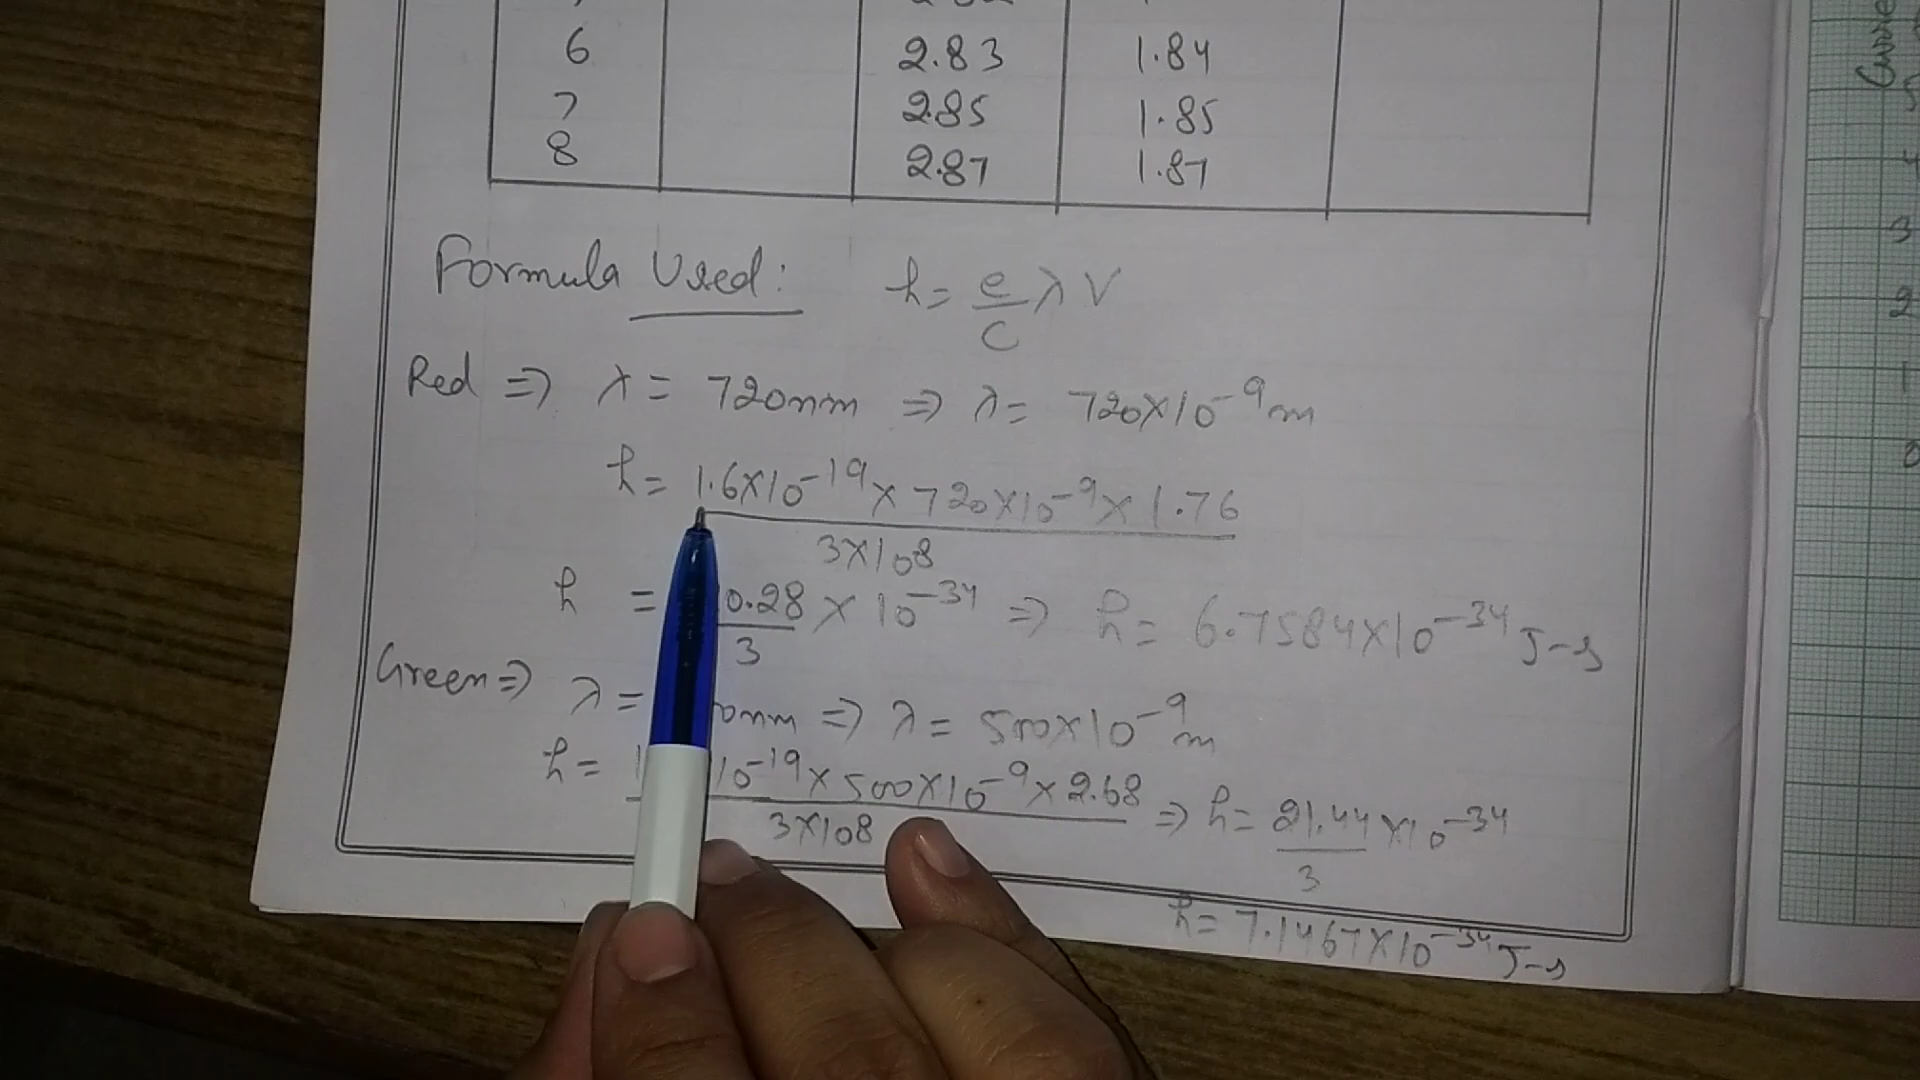 6 2.83 1.84
7 2.85 1.85
8 2.87 1.87
Formula Used: h = e/c λ V
Red ⇒ λ = 720nm ⇒ λ = 720×10⁻⁹m
h = 1.6×10⁻¹⁹×720×10⁻⁹×1.76
3×10⁸
h = 0.28 × 10⁻³⁴ ⇒ h = 6.7584×10⁻³⁴ J-s
3
Green ⇒ λ = 0nm ⇒ λ = 500×10⁻⁹m
h = 10⁻¹⁹×500×10⁻⁹×2.68 ⇒ h = 21.44×10⁻³⁴
3×10⁸ 3
h = 7.1467×10⁻³⁴ J-s
3
2